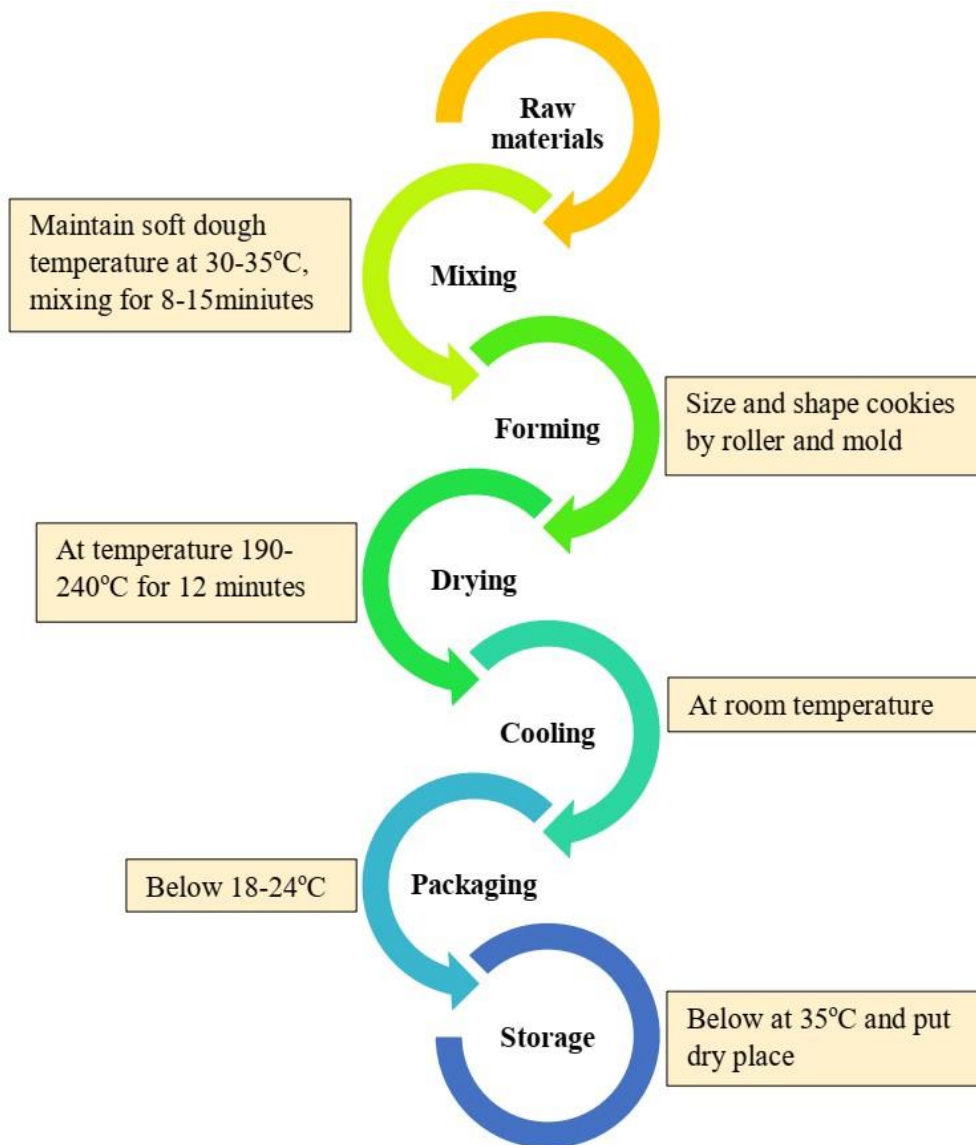 Raw
materials
Maintain soft dough
temperature at 30-35ºC,
mixing for 8-15miniutes
Mixing
Forming
Size and shape cookies
by roller and mold
At temperature 190-
240ºC for 12 minutes
Drying
Cooling
At room temperature
Below 18-24ºC
Packaging
Storage
Below at 35ºC and put
dry place